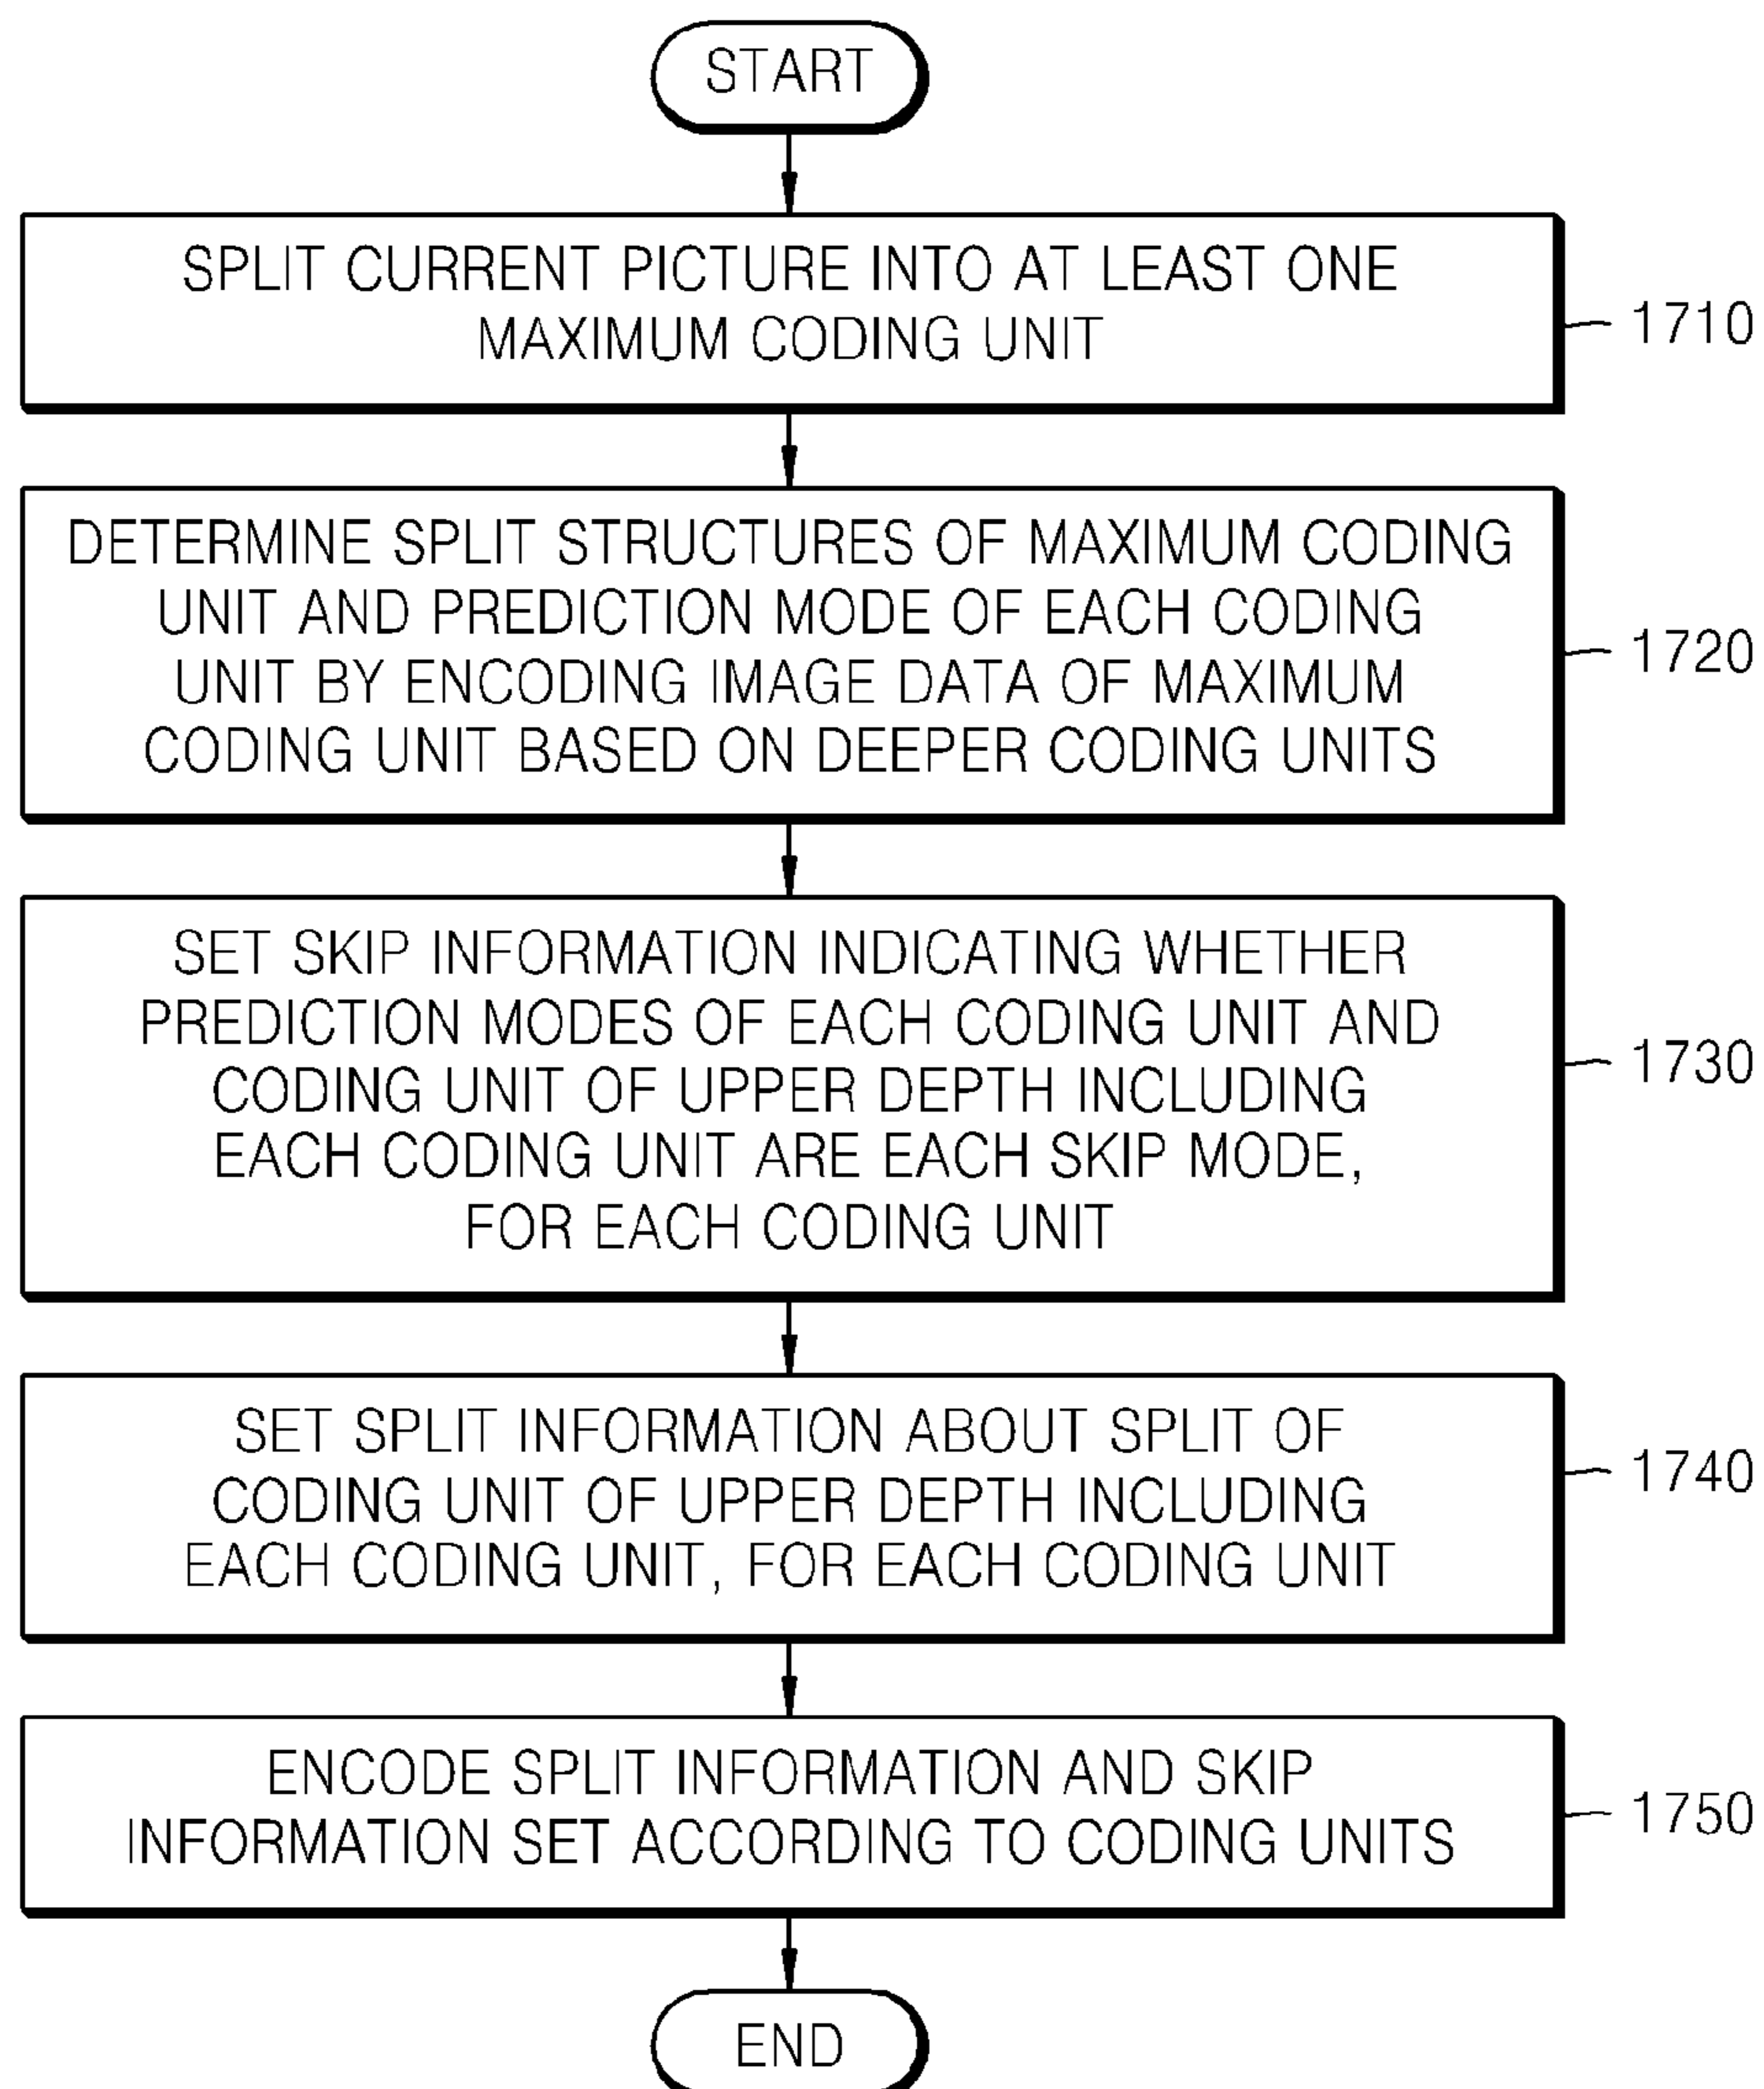 START
SPLIT CURRENT PICTURE INTO AT LEAST ONE
MAXIMUM CODING UNIT
1710
DETERMINE SPLIT STRUCTURES OF MAXIMUM CODING
UNIT AND PREDICTION MODE OF EACH CODING
UNIT BY ENCODING IMAGE DATA OF MAXIMUM
CODING UNIT BASED ON DEEPER CODING UNITS
1720
SET SKIP INFORMATION INDICATING WHETHER
PREDICTION MODES OF EACH CODING UNIT AND
CODING UNIT OF UPPER DEPTH INCLUDING
EACH CODING UNIT ARE EACH SKIP MODE,
FOR EACH CODING UNIT
1730
SET SPLIT INFORMATION ABOUT SPLIT OF
CODING UNIT OF UPPER DEPTH INCLUDING
EACH CODING UNIT, FOR EACH CODING UNIT
1740
ENCODE SPLIT INFORMATION AND SKIP
INFORMATION SET ACCORDING TO CODING UNITS
1750
END